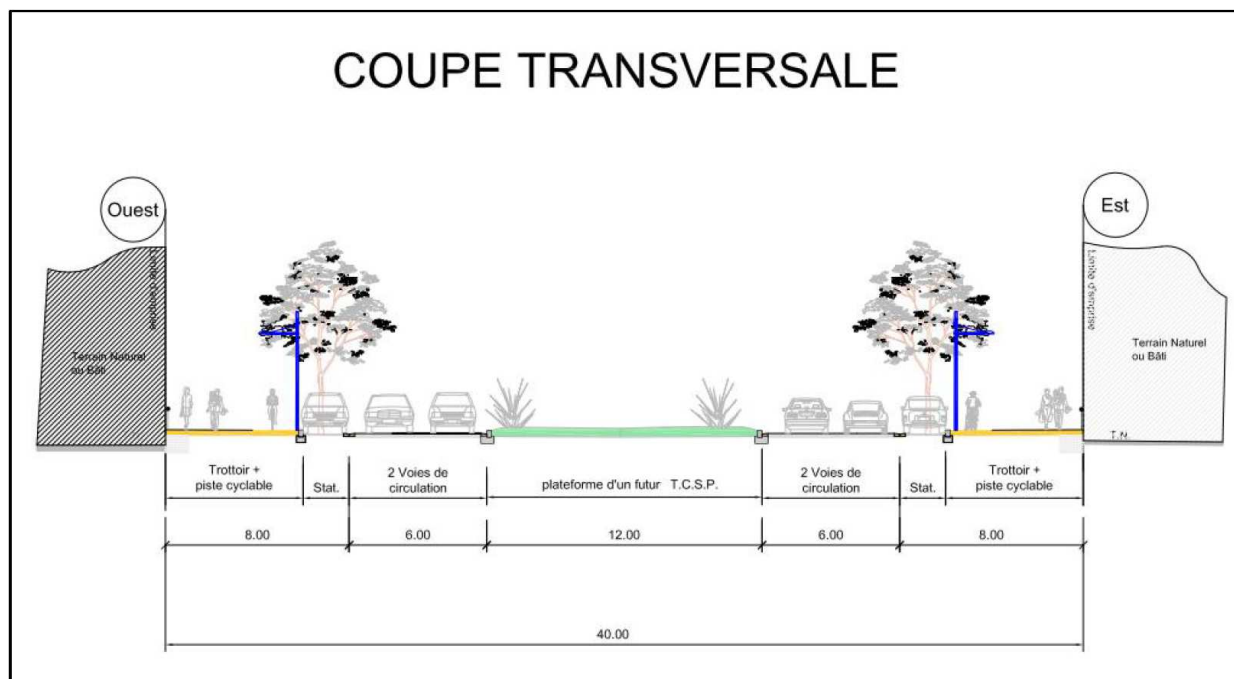 COUPE TRANSVERSALE
Ouest
Est
Limite d'emprise
Limite d'emprise
Terrain Naturel
ou Bâti
Terrain Naturel
ou Bâti
T.N.
Trottoir +
piste cyclable
Stat.
2 Voies de
circulation
plateforme d'un futur T.C.S.P.
2 Voies de
circulation
Stat.
Trottoir +
piste cyclable
8.00
6.00
12.00
6.00
8.00
40.00